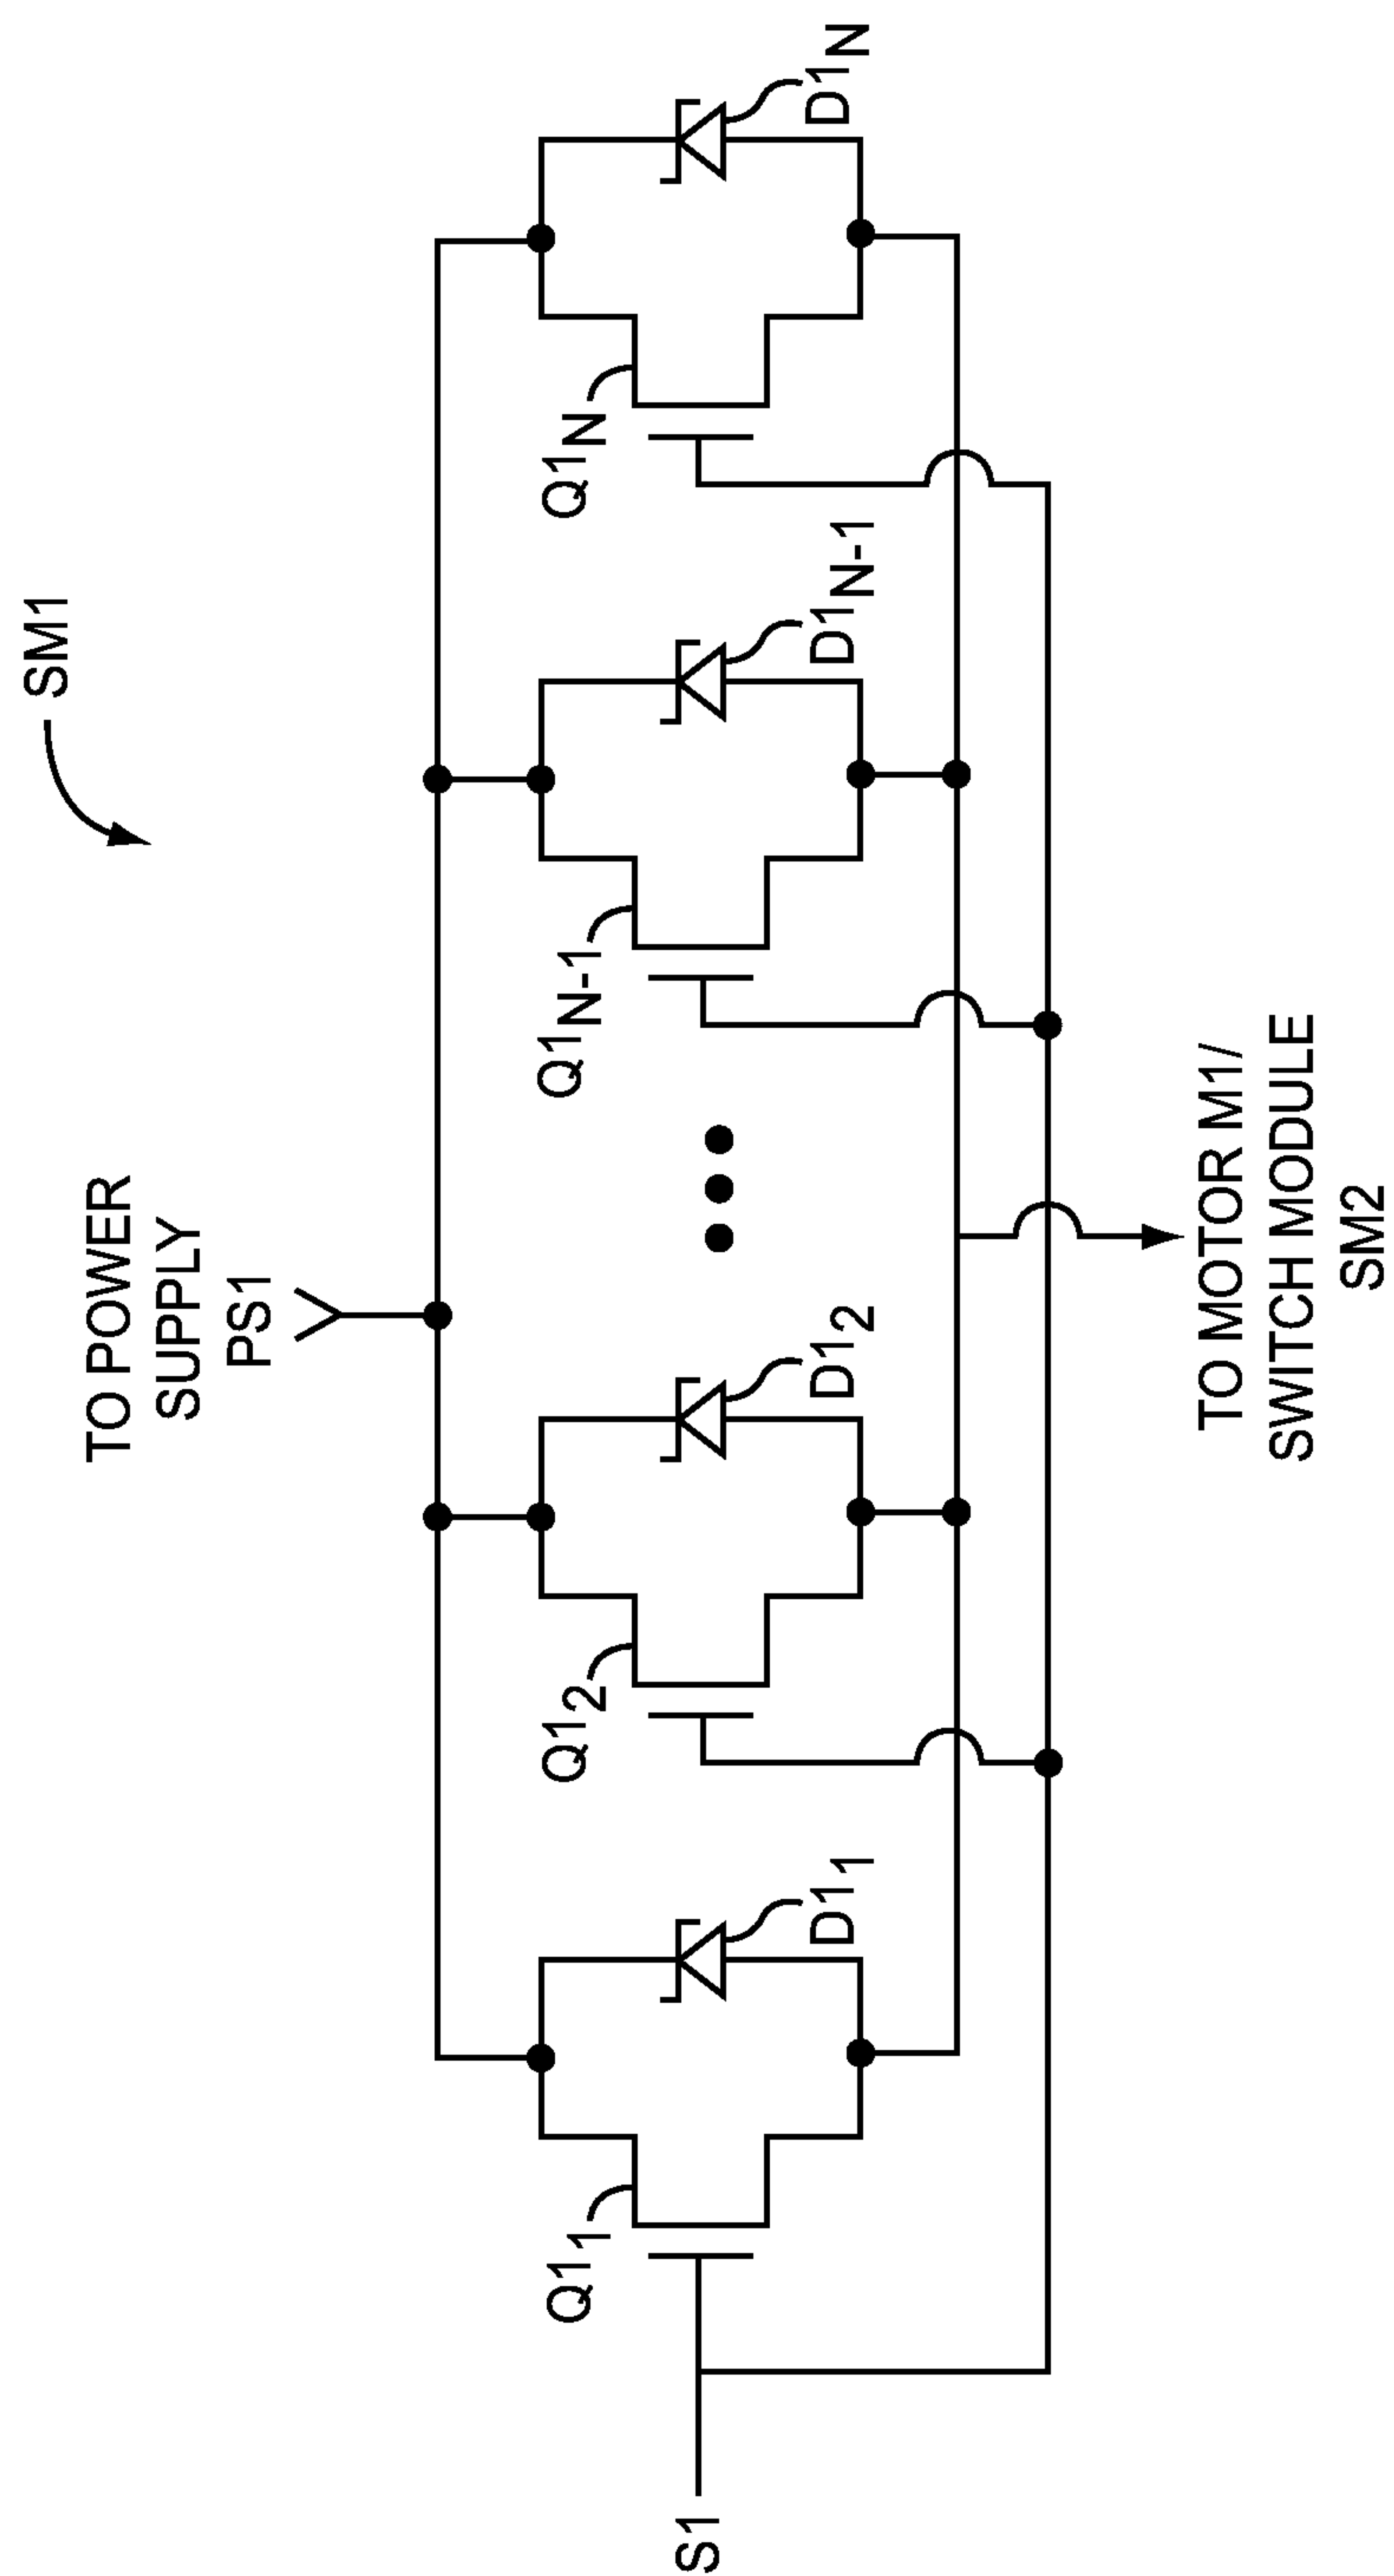 SM1
TO POWER
SUPPLY
PS1
Q1₁
D1₁
Q1₂
D1₂
Q1N-1
D1N-1
Q1N
D1N
S1
TO MOTOR M1/
SWITCH MODULE
SM2